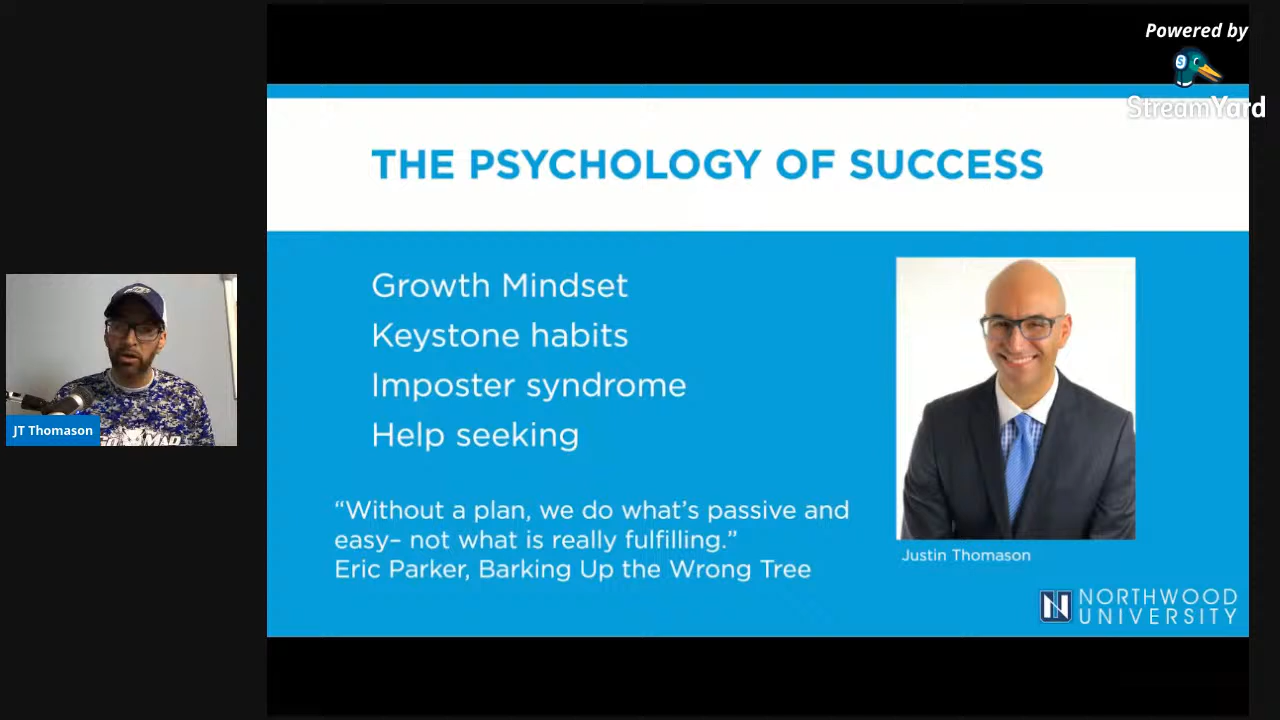 Powered by
StreamYard
THE PSYCHOLOGY OF SUCCESS
Growth Mindset
Keystone habits
Imposter syndrome
Help seeking
“Without a plan, we do what’s passive and
easy– not what is really fulfilling.”
Eric Parker, Barking Up the Wrong Tree
Justin Thomason
NORTHWOOD
UNIVERSITY
JT Thomason